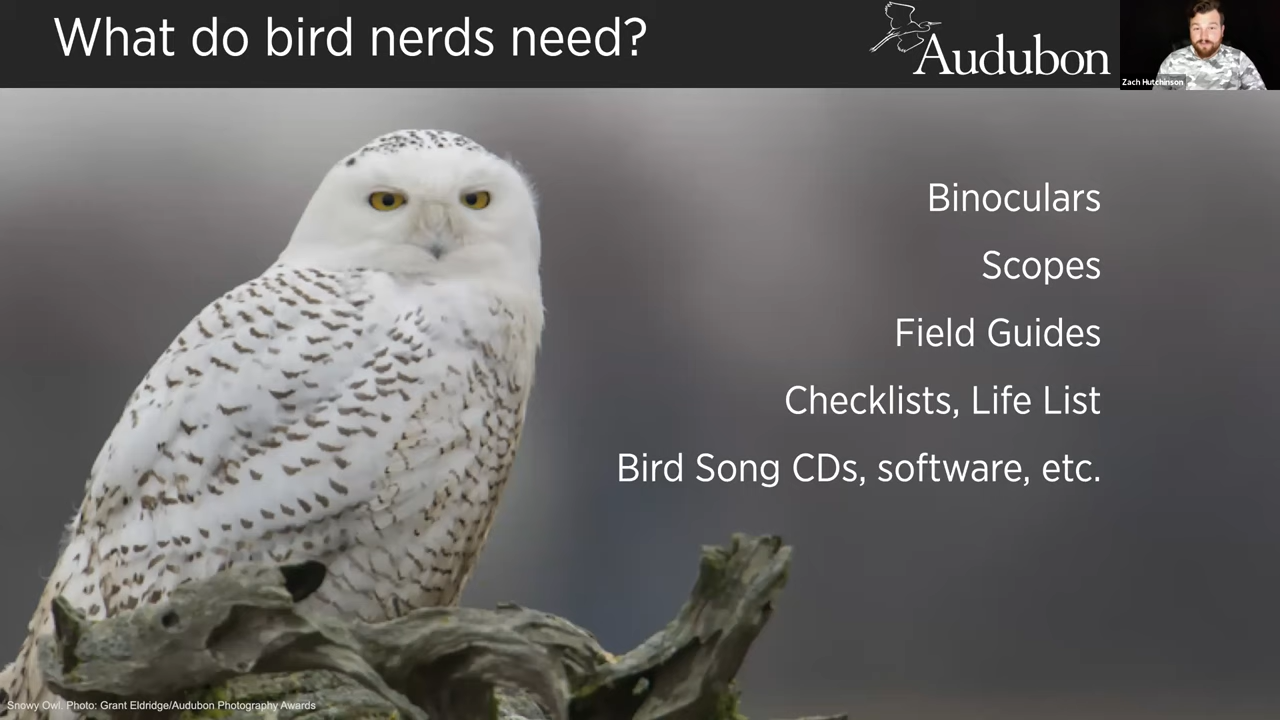 What do bird nerds need?
Audubon
Zach Hutchinson
Binoculars
Scopes
Field Guides
Checklists, Life List
Bird Song CDs, software, etc.
Snowy Owl. Photo: Grant Eldridge/Audubon Photography Awards